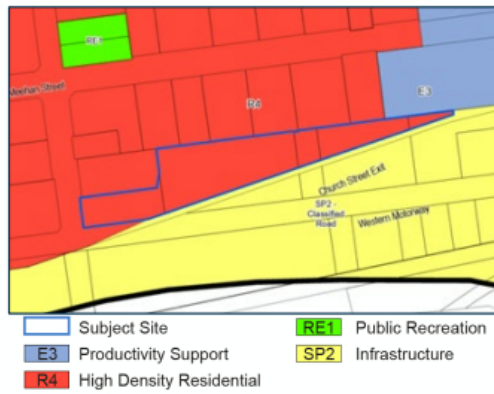 RE1
Meehan Street
R4
E3
Church Street Exit
SP2 -
Classified
Road
Western Motorway
Subject Site
RE1 Public Recreation
E3 Productivity Support
SP2 Infrastructure
R4 High Density Residential